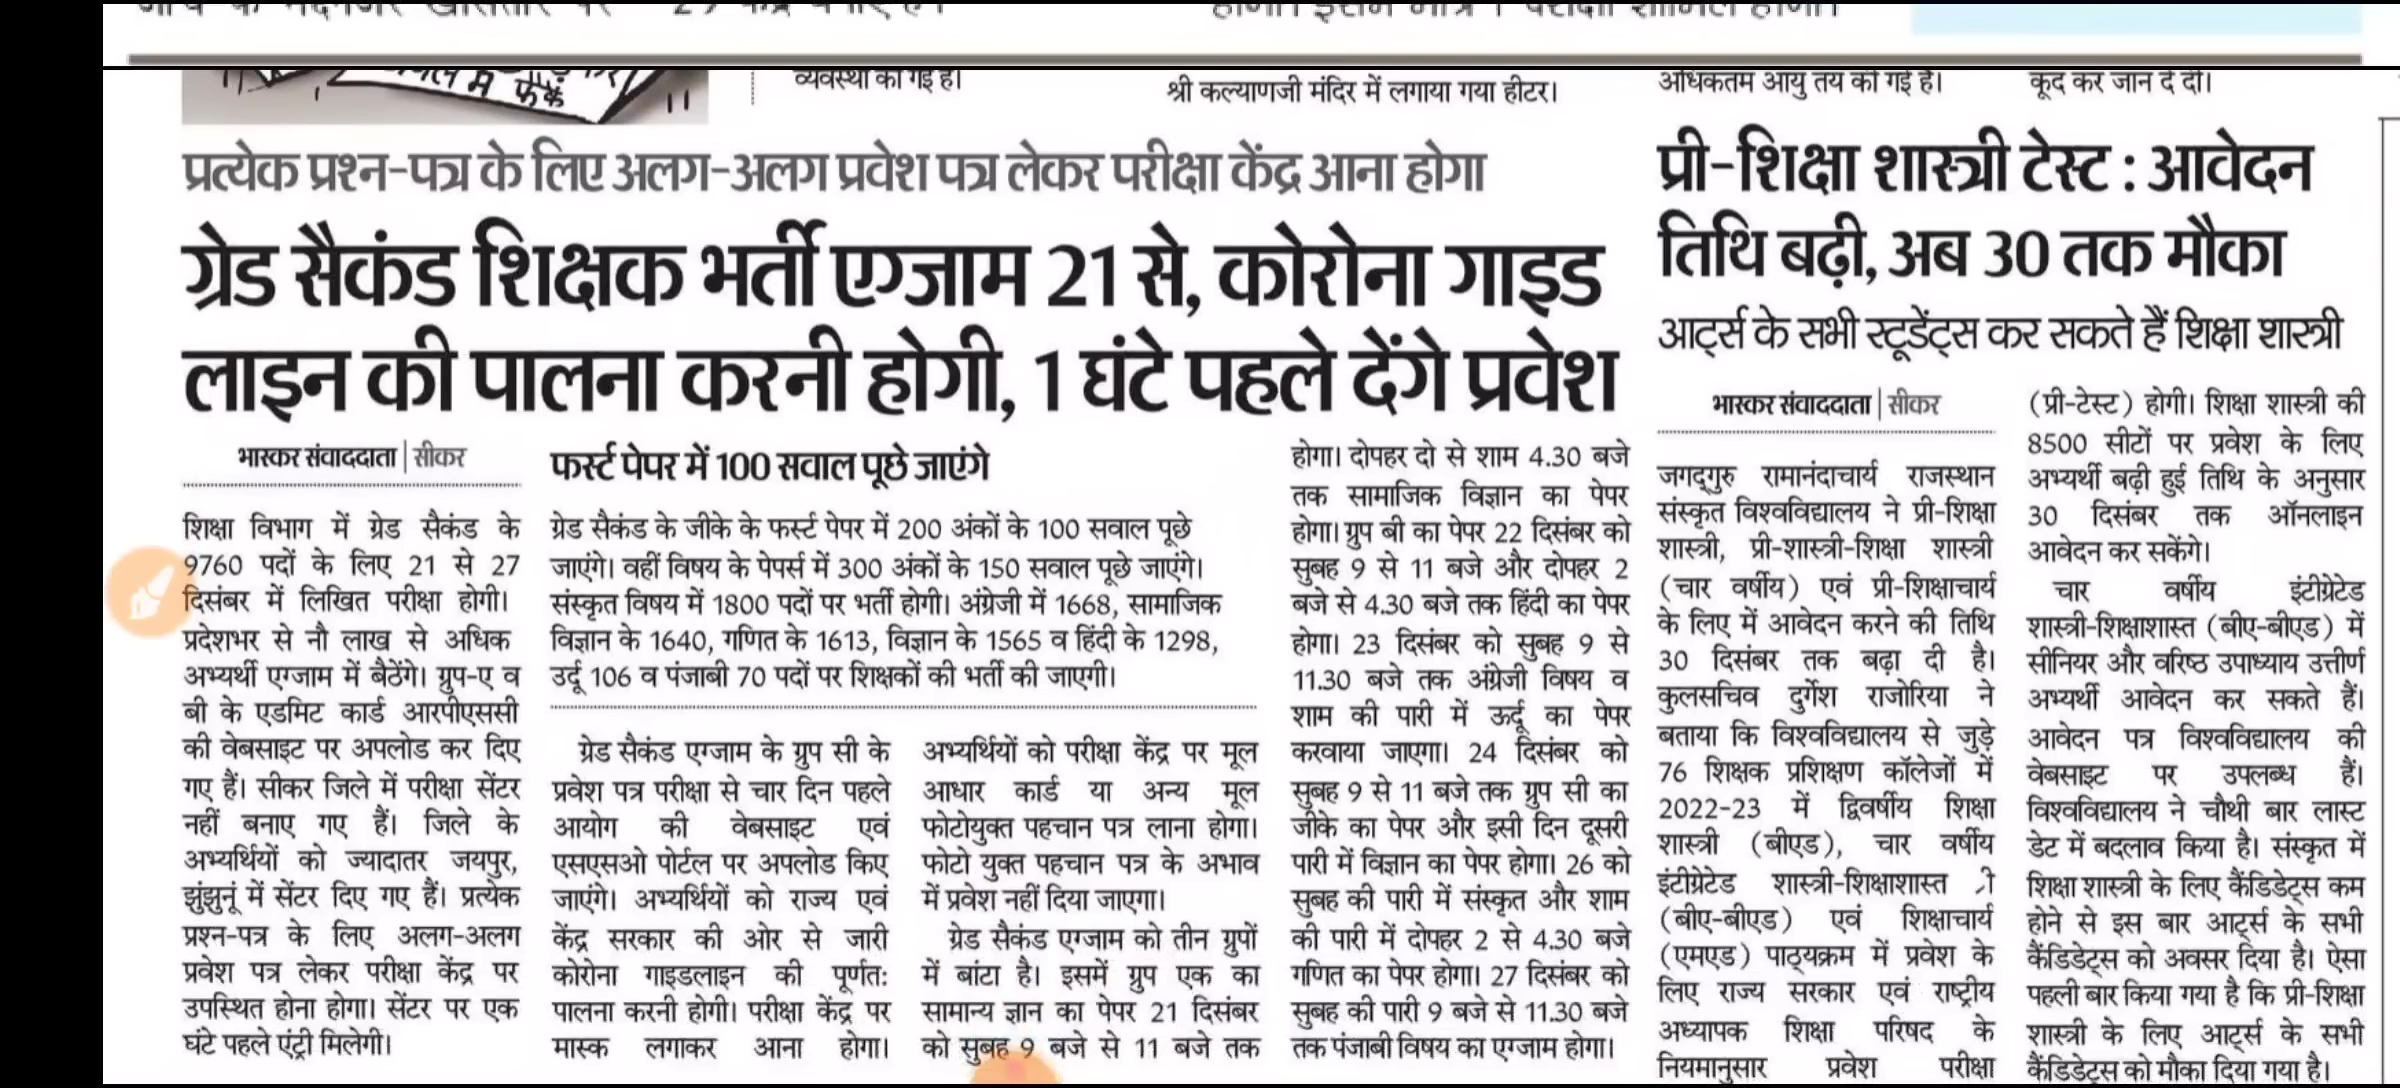 व्यवस्था की गई है।
श्री कल्याणजी मंदिर में लगाया गया हीटर।
अधिकतम आयु तय की गई है।
कूद कर जान दे दी।
प्रत्येक प्रश्न-पत्र के लिए अलग-अलग प्रवेश पत्र लेकर परीक्षा केंद्र आना होगा
ग्रेड सैकंड शिक्षक भर्ती एग्जाम 21 से, कोरोना गाइड
लाइन की पालना करनी होगी, 1 घंटे पहले देंगे प्रवेश
भास्कर संवाददाता | सीकर
शिक्षा विभाग में ग्रेड सैकंड के
9760 पदों के लिए 21 से 27
दिसंबर में लिखित परीक्षा होगी।
प्रदेशभर से नौ लाख से अधिक
अभ्यर्थी एग्जाम में बैठेंगे। ग्रुप-ए व
बी के एडमिट कार्ड आरपीएससी
की वेबसाइट पर अपलोड कर दिए
गए हैं। सीकर जिले में परीक्षा सेंटर
नहीं बनाए गए हैं। जिले के
अभ्यर्थियों को ज्यादातर जयपुर,
झुंझुनूं में सेंटर दिए गए हैं। प्रत्येक
प्रश्न-पत्र के लिए अलग-अलग
प्रवेश पत्र लेकर परीक्षा केंद्र पर
उपस्थित होना होगा। सेंटर पर एक
घंटे पहले एंट्री मिलेगी।
फर्स्ट पेपर में 100 सवाल पूछे जाएंगे
ग्रेड सैकंड के जीके के फर्स्ट पेपर में 200 अंकों के 100 सवाल पूछे
जाएंगे। वहीं विषय के पेपर्स में 300 अंकों के 150 सवाल पूछे जाएंगे।
संस्कृत विषय में 1800 पदों पर भर्ती होगी। अंग्रेजी में 1668, सामाजिक
विज्ञान के 1640, गणित के 1613, विज्ञान के 1565 व हिंदी के 1298,
उर्दू 106 व पंजाबी 70 पदों पर शिक्षकों की भर्ती की जाएगी।
ग्रेड सैकंड एग्जाम के ग्रुप सी के
प्रवेश पत्र परीक्षा से चार दिन पहले
आयोग की वेबसाइट एवं
एसएसओ पोर्टल पर अपलोड किए
जाएंगे। अभ्यर्थियों को राज्य एवं
केंद्र सरकार की ओर से जारी
कोरोना गाइडलाइन की पूर्णतः
पालना करनी होगी। परीक्षा केंद्र पर
मास्क लगाकर आना होगा।
अभ्यर्थियों को परीक्षा केंद्र पर मूल
आधार कार्ड या अन्य मूल
फोटोयुक्त पहचान पत्र लाना होगा।
फोटो युक्त पहचान पत्र के अभाव
में प्रवेश नहीं दिया जाएगा।
ग्रेड सैकंड एग्जाम को तीन ग्रुपों
में बांटा है। इसमें ग्रुप एक का
सामान्य ज्ञान का पेपर 21 दिसंबर
को सुबह 9 बजे से 11 बजे तक
होगा। दोपहर दो से शाम 4.30 बजे
तक सामाजिक विज्ञान का पेपर
होगा। ग्रुप बी का पेपर 22 दिसंबर को
सुबह 9 से 11 बजे और दोपहर 2
बजे से 4.30 बजे तक हिंदी का पेपर
होगा। 23 दिसंबर को सुबह 9 से
11.30 बजे तक अंग्रेजी विषय व
शाम की पारी में ऊर्दू का पेपर
करवाया जाएगा। 24 दिसंबर को
सुबह 9 से 11 बजे तक ग्रुप सी का
जीके का पेपर और इसी दिन दूसरी
पारी में विज्ञान का पेपर होगा। 26 को
सुबह की पारी में संस्कृत और शाम
की पारी में दोपहर 2 से 4.30 बजे
गणित का पेपर होगा। 27 दिसंबर को
सुबह की पारी 9 बजे से 11.30 बजे
तक पंजाबी विषय का एग्जाम होगा।
प्री-शिक्षा शास्त्री टेस्ट : आवेदन
तिथि बढ़ी, अब 30 तक मौका
आर्ट्स के सभी स्टूडेंट्स कर सकते हैं शिक्षा शास्त्री
भास्कर संवाददाता | सीकर
जगद्गुरु रामानंदाचार्य राजस्थान
संस्कृत विश्वविद्यालय ने प्री-शिक्षा
शास्त्री, प्री-शास्त्री-शिक्षा शास्त्री
(चार वर्षीय) एवं प्री-शिक्षाचार्य
के लिए में आवेदन करने की तिथि
30 दिसंबर तक बढ़ा दी है।
कुलसचिव दुर्गेश राजोरिया ने
बताया कि विश्वविद्यालय से जुड़े
76 शिक्षक प्रशिक्षण कॉलेजों में
2022-23 में द्विवर्षीय शिक्षा
शास्त्री (बीएड), चार वर्षीय
इंटीग्रेटेड शास्त्री-शिक्षाशास्त ्री
(बीए-बीएड) एवं शिक्षाचार्य
(एमएड) पाठ्यक्रम में प्रवेश के
लिए राज्य सरकार एवं राष्ट्रीय
अध्यापक शिक्षा परिषद के
नियमानुसार प्रवेश परीक्षा
(प्री-टेस्ट) होगी। शिक्षा शास्त्री की
8500 सीटों पर प्रवेश के लिए
अभ्यर्थी बढ़ी हुई तिथि के अनुसार
30 दिसंबर तक ऑनलाइन
आवेदन कर सकेंगे।
चार वर्षीय इंटीग्रेटेड
शास्त्री-शिक्षाशास्त (बीए-बीएड) में
सीनियर और वरिष्ठ उपाध्याय उत्तीर्ण
अभ्यर्थी आवेदन कर सकते हैं।
आवेदन पत्र विश्वविद्यालय की
वेबसाइट पर उपलब्ध हैं।
विश्वविद्यालय ने चौथी बार लास्ट
डेट में बदलाव किया है। संस्कृत में
शिक्षा शास्त्री के लिए कैंडिडेट्स कम
होने से इस बार आर्ट्स के सभी
कैंडिडेट्स को अवसर दिया है। ऐसा
पहली बार किया गया है कि प्री-शिक्षा
शास्त्री के लिए आर्ट्स के सभी
कैंडिडेट्स को मौका दिया गया है।